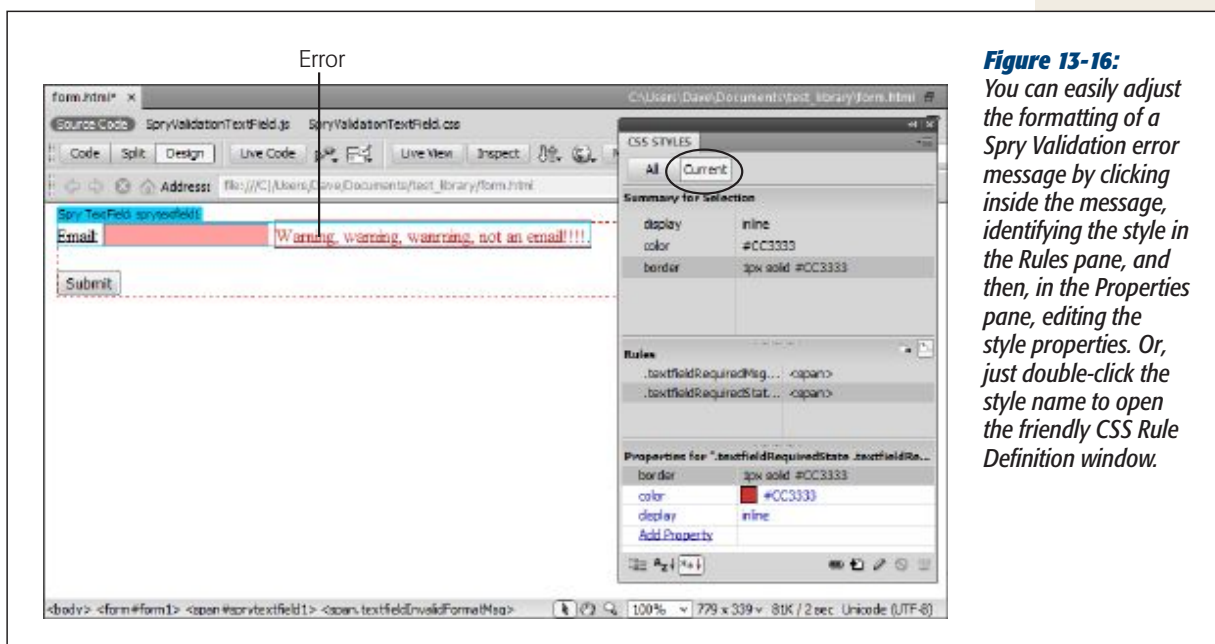 Error
form.html* ×
C:\Users\Dave\Documents\test_library\form.html
Source Code SpryValidationTextField.js SpryValidationTextField.css
Code Split Design Live Code Live View Inspect
Address: file:///C|/Users/Dave/Documents/test_library/form.html
Spry TextField: sprytextfield1
Email: Warning, warning, wanrning, not an email!!!!.
Submit
CSS STYLES
All Current
Summary for Selection
display inline
color #CC3333
border 1px solid #CC3333
Rules
.textfieldRequiredMsg... <span>
.textfieldRequiredStat... <span>
Properties for ".textfieldRequiredState .textfieldRe...
border 1px solid #CC3333
color #CC3333
display inline
Add Property
<body> <form#form1> <span#sprytextfield1> <span.textfieldInvalidFormatMsg> 100% 779 x 339 81K / 2 sec Unicode (UTF-8)
Figure 13-16:
You can easily adjust
the formatting of a
Spry Validation error
message by clicking
inside the message,
identifying the style in
the Rules pane, and
then, in the Properties
pane, editing the
style properties. Or,
just double-click the
style name to open
the friendly CSS Rule
Definition window.